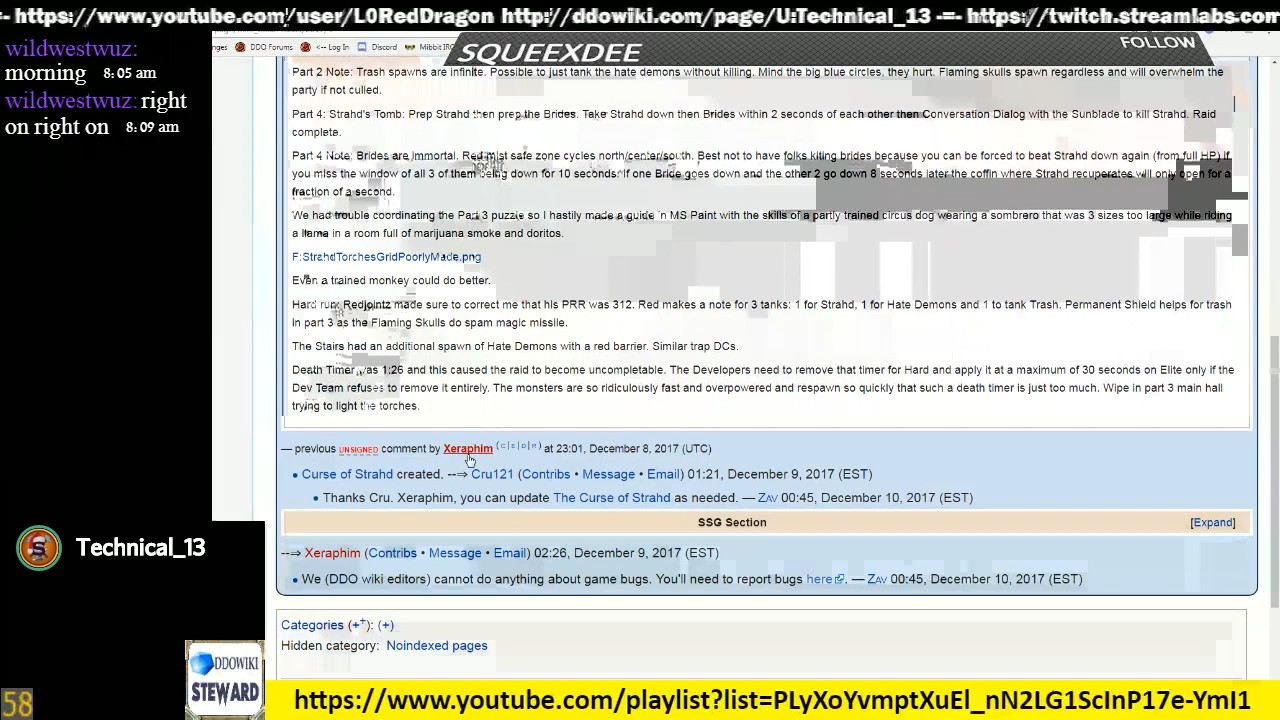 =- https://www.youtube.com/user/L0RedDragon http://ddowiki.com/page/U:Technical_13 -=- https://twitch.streamlabs.com
wildwestwuz:
morning 8:05 am
wildwestwuz: right
on right on 8:09 am
nges DDO Forums <-- Log In Discord Mibbit IRC
SQUEEXDEE
FOLLOW
Part 2 Note: Trash spawns are infinite. Possible to just tank the hate demons without killing. Mind the big blue circles, they hurt. Flaming skulls spawn regardless and will overwhelm the
party if not culled.
Part 4: Strahd's Tomb: Prep Strahd then prep the Brides. Take Strahd down then Brides within 2 seconds of each other then Conversation Dialog with the Sunblade to kill Strahd. Raid
complete.
Part 4 Note: Brides are Immortal. Red mist safe zone cycles north/center/south. Best not to have folks kiting brides because you can be forced to beat Strahd down again (from full HP) if
you miss the window of all 3 of them being down for 10 seconds. If one Bride goes down and the other 2 go down 8 seconds later the coffin where Strahd recuperates will only open for a
fraction of a second.
We had trouble coordinating the Part 3 puzzle so I hastily made a guide in MS Paint with the skills of a partly trained circus dog wearing a sombrero that was 3 sizes too large while riding
a llama in a room full of marijuana smoke and doritos.
F:StrahdTorchesGridPoorlyMade.png
Even a trained monkey could do better.
Hard run: Redjointz made sure to correct me that his PRR was 312. Red makes a note for 3 tanks: 1 for Strahd, 1 for Hate Demons and 1 to tank Trash. Permanent Shield helps for trash
in part 3 as the Flaming Skulls do spam magic missile.
The Stairs had an additional spawn of Hate Demons with a red barrier. Similar trap DCs.
Death Timer was 1:26 and this caused the raid to become uncompletable. The Developers need to remove that timer for Hard and apply it at a maximum of 30 seconds on Elite only if the
Dev Team refuses to remove it entirely. The monsters are so ridiculously fast and overpowered and respawn so quickly that such a death timer is just too much. Wipe in part 3 main hall
trying to light the torches.
— previous UNSIGNED comment by Xeraphim (C|E|D|R) at 23:01, December 8, 2017 (UTC)
• Curse of Strahd created. --⇒ Cru121 (Contribs • Message • Email) 01:21, December 9, 2017 (EST)
• Thanks Cru. Xeraphim, you can update The Curse of Strahd as needed. — ZAV 00:45, December 10, 2017 (EST)
SSG Section [Expand]
--⇒ Xeraphim (Contribs • Message • Email) 02:26, December 9, 2017 (EST)
• We (DDO wiki editors) cannot do anything about game bugs. You'll need to report bugs here. — ZAV 00:45, December 10, 2017 (EST)
Technical_13
Categories (++): (+)
Hidden category: Noindexed pages
DDOWIKI
STEWARD
58
https://www.youtube.com/playlist?list=PLyXoYvmptXuEl_nN2LG1ScInP17e-YmI1